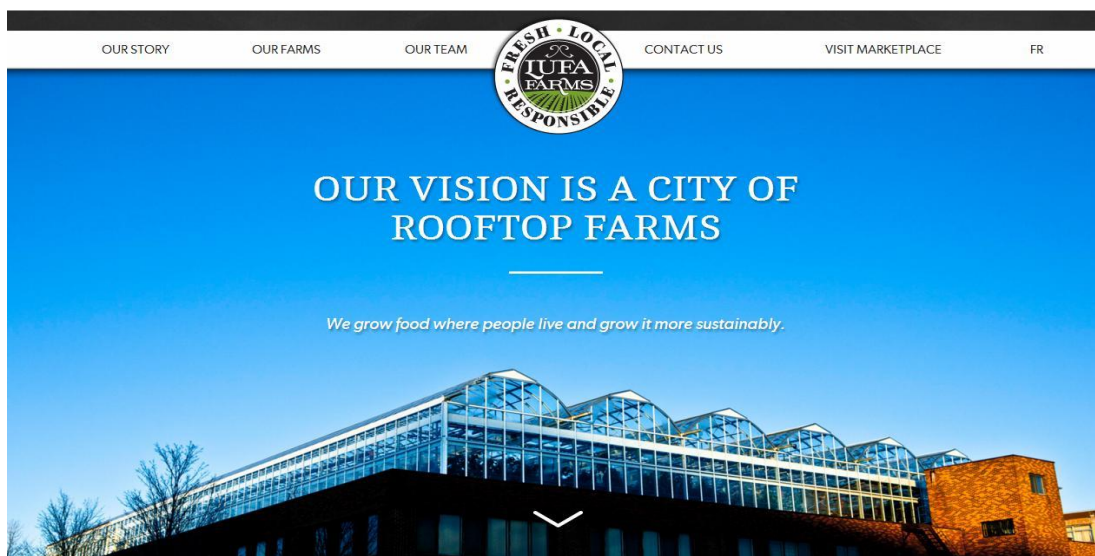 OUR STORY
OUR FARMS
OUR TEAM
FRESH · LOCAL
LUFA
FARMS
· RESPONSIBLE ·
CONTACT US
VISIT MARKETPLACE
FR
OUR VISION IS A CITY OF
ROOFTOP FARMS
We grow food where people live and grow it more sustainably.